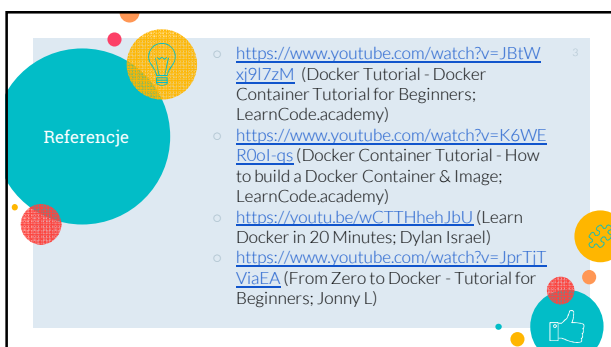 Referencje
https://www.youtube.com/watch?v=JBtW
xj9I7zM (Docker Tutorial - Docker
Container Tutorial for Beginners;
LearnCode.academy)
https://www.youtube.com/watch?v=K6WE
R0oI-qs (Docker Container Tutorial - How
to build a Docker Container & Image;
LearnCode.academy)
https://youtu.be/wCTTHhehJbU (Learn
Docker in 20 Minutes; Dylan Israel)
https://www.youtube.com/watch?v=JprTjT
ViaEA (From Zero to Docker - Tutorial for
Beginners; Jonny L)
3